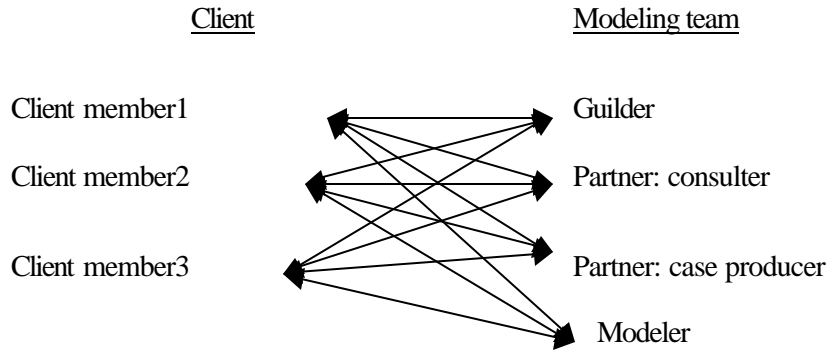 Client Modeling team
Client member1 Guilder
Client member2 Partner: consulter
Client member3 Partner: case producer
Modeler